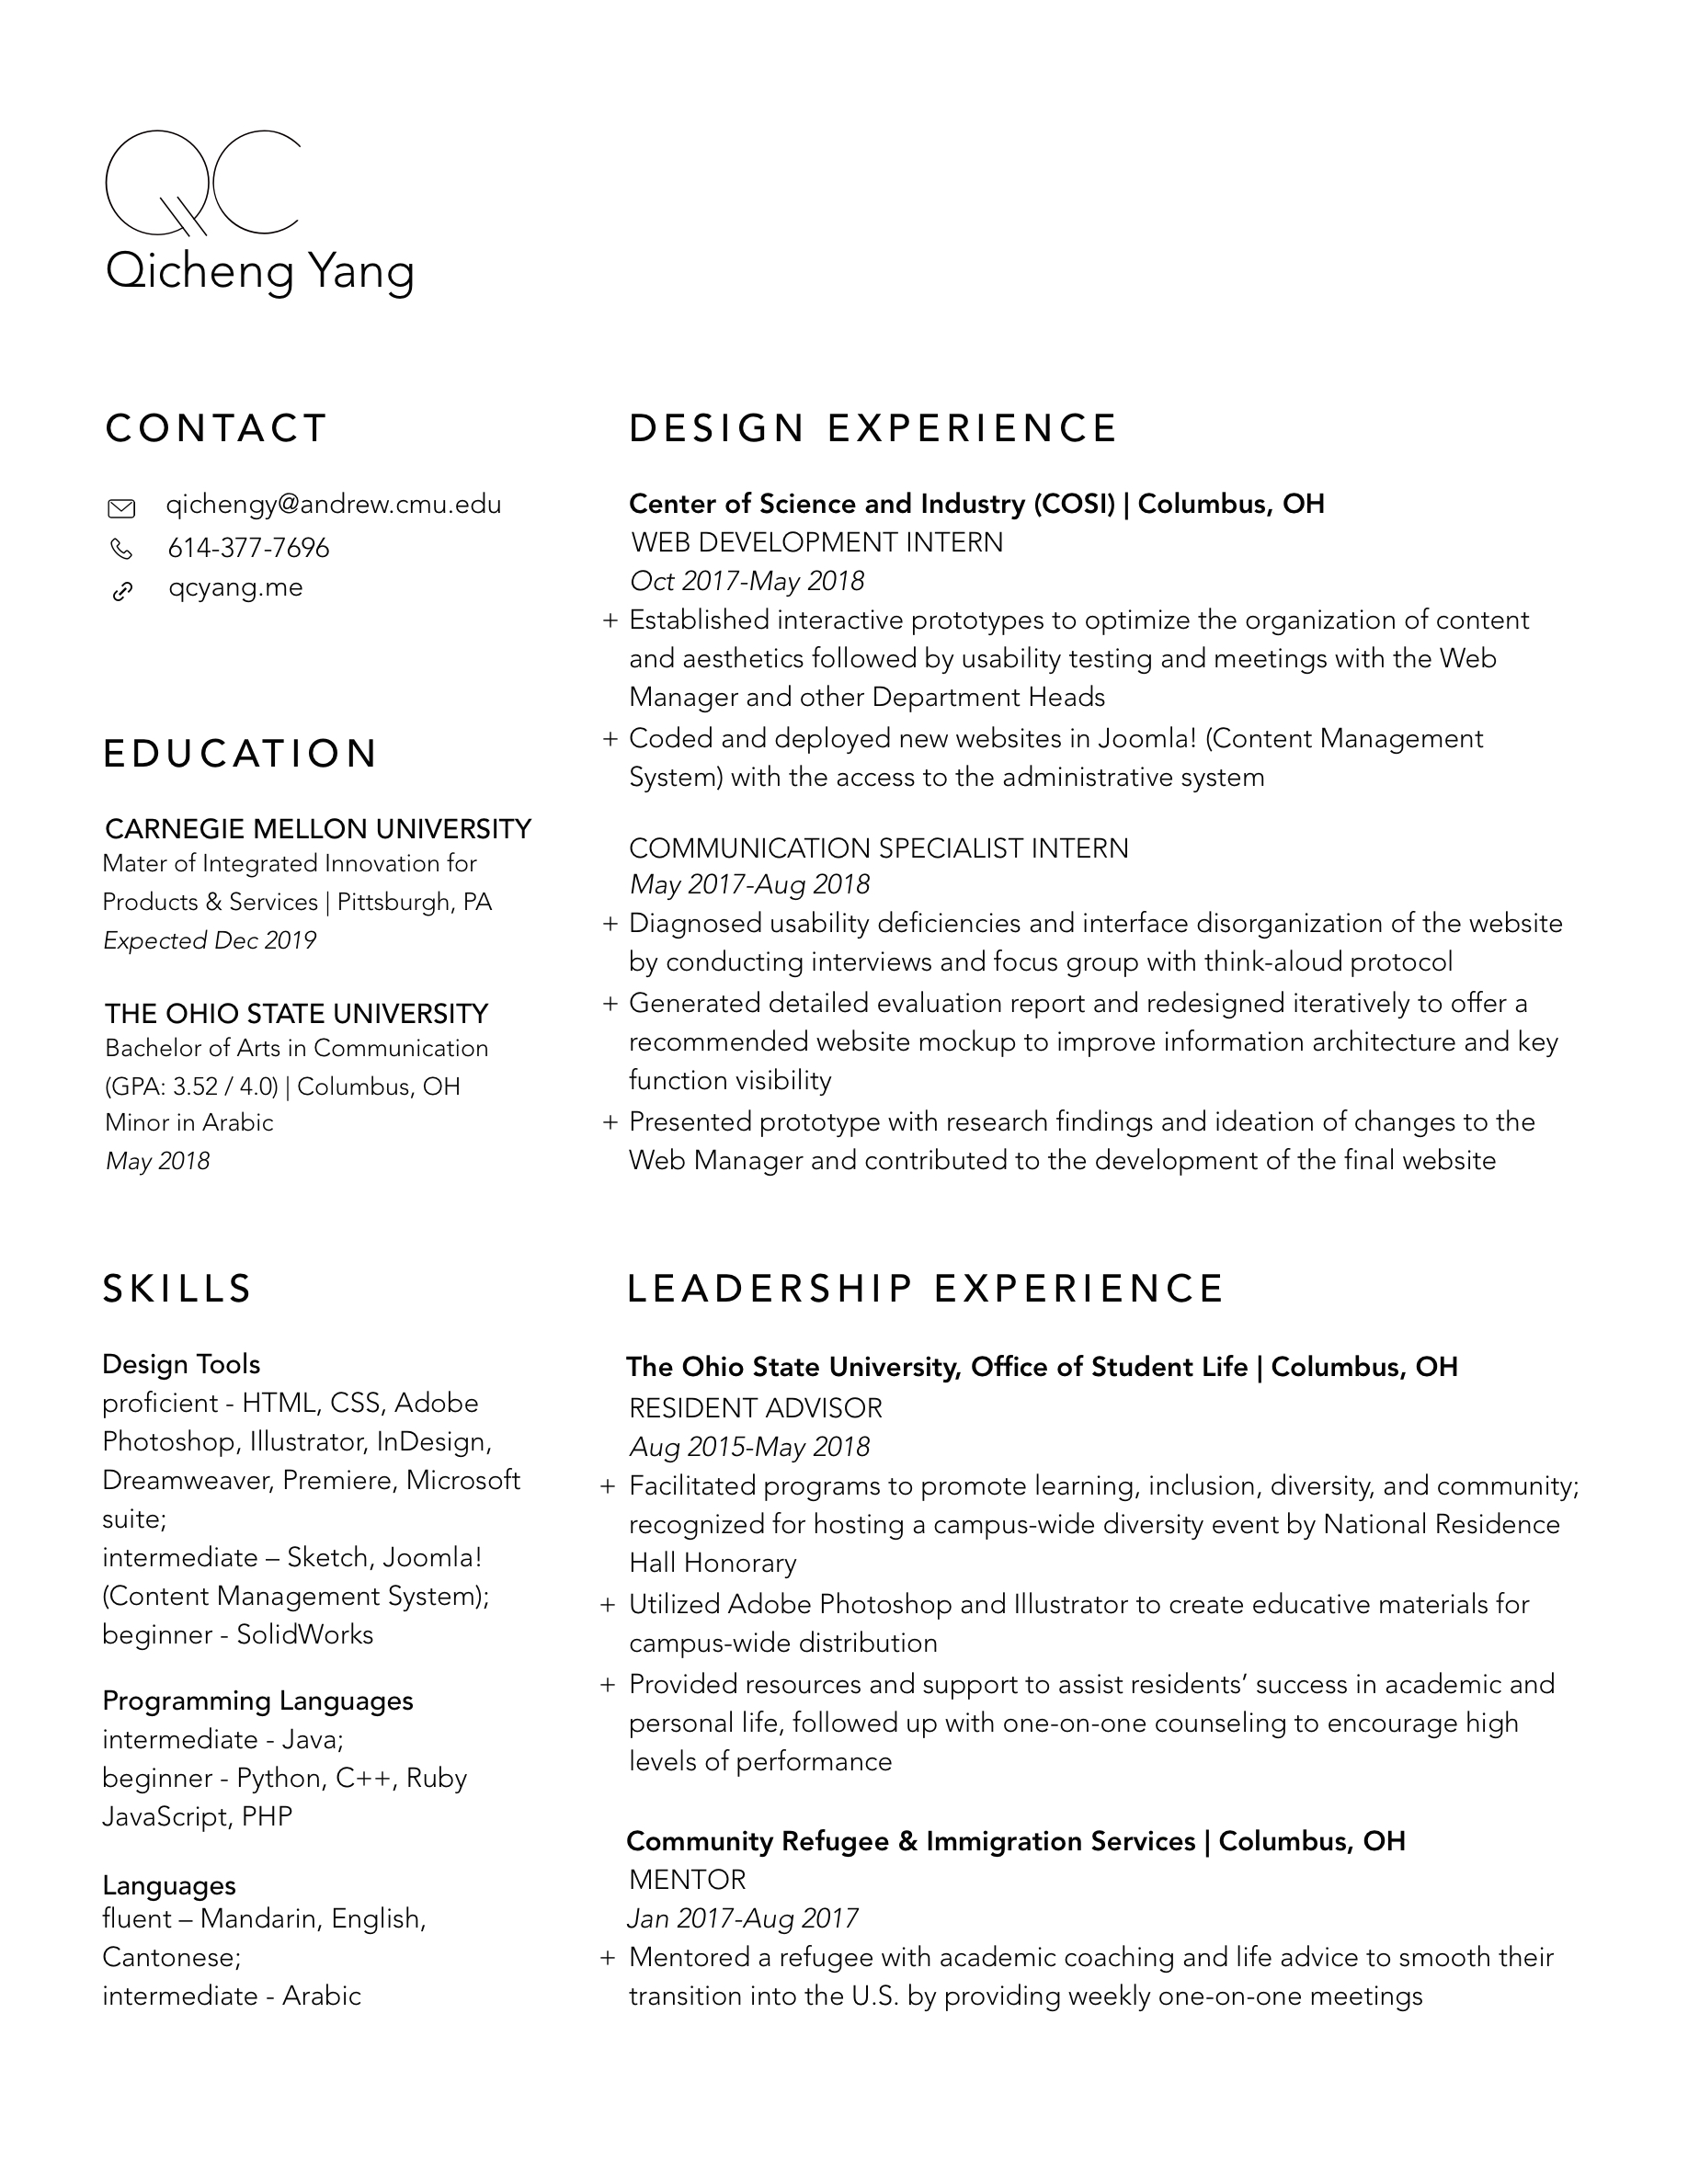 QC
Qicheng Yang
CONTACT
qichengy@andrew.cmu.edu
614-377-7696
qcyang.me
EDUCATION
CARNEGIE MELLON UNIVERSITY
Mater of Integrated Innovation for
Products & Services | Pittsburgh, PA
Expected Dec 2019
THE OHIO STATE UNIVERSITY
Bachelor of Arts in Communication
(GPA: 3.52 / 4.0) | Columbus, OH
Minor in Arabic
May 2018
SKILLS
Design Tools
proficient - HTML, CSS, Adobe
Photoshop, Illustrator, InDesign,
Dreamweaver, Premiere, Microsoft
suite;
intermediate – Sketch, Joomla!
(Content Management System);
beginner - SolidWorks
Programming Languages
intermediate - Java;
beginner - Python, C++, Ruby
JavaScript, PHP
Languages
fluent – Mandarin, English,
Cantonese;
intermediate - Arabic
DESIGN EXPERIENCE
Center of Science and Industry (COSI) | Columbus, OH
WEB DEVELOPMENT INTERN
Oct 2017-May 2018
+ Established interactive prototypes to optimize the organization of content
and aesthetics followed by usability testing and meetings with the Web
Manager and other Department Heads
+ Coded and deployed new websites in Joomla! (Content Management
System) with the access to the administrative system
COMMUNICATION SPECIALIST INTERN
May 2017-Aug 2018
+ Diagnosed usability deficiencies and interface disorganization of the website
by conducting interviews and focus group with think-aloud protocol
+ Generated detailed evaluation report and redesigned iteratively to offer a
recommended website mockup to improve information architecture and key
function visibility
+ Presented prototype with research findings and ideation of changes to the
Web Manager and contributed to the development of the final website
LEADERSHIP EXPERIENCE
The Ohio State University, Office of Student Life | Columbus, OH
RESIDENT ADVISOR
Aug 2015-May 2018
+ Facilitated programs to promote learning, inclusion, diversity, and community;
recognized for hosting a campus-wide diversity event by National Residence
Hall Honorary
+ Utilized Adobe Photoshop and Illustrator to create educative materials for
campus-wide distribution
+ Provided resources and support to assist residents’ success in academic and
personal life, followed up with one-on-one counseling to encourage high
levels of performance
Community Refugee & Immigration Services | Columbus, OH
MENTOR
Jan 2017-Aug 2017
+ Mentored a refugee with academic coaching and life advice to smooth their
transition into the U.S. by providing weekly one-on-one meetings